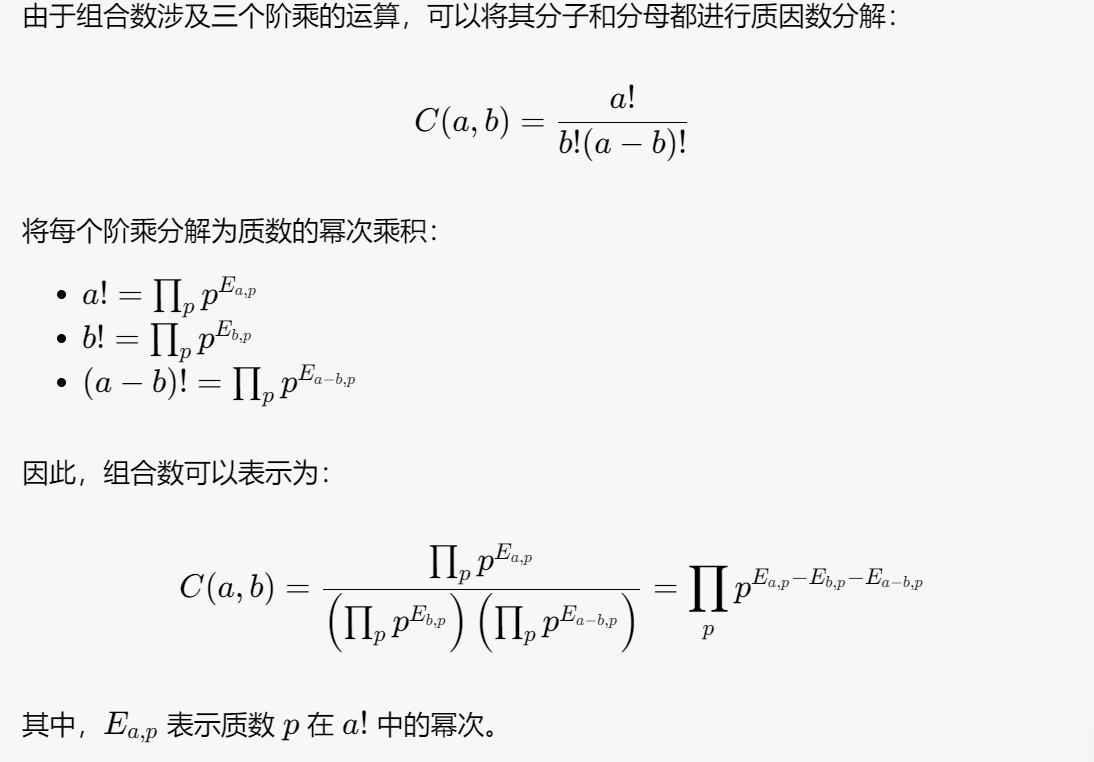 由于组合数涉及三个阶乘的运算，可以将其分子和分母都进行质因数分解：
$$C(a,b)=\frac{a!}{b!(a-b)!}$$
将每个阶乘分解为质数的幂次乘积：
• $a!=\prod_p p^{E_{a,p}}$
• $b!=\prod_p p^{E_{b,p}}$
• $(a-b)!=\prod_p p^{E_{a-b,p}}$
因此，组合数可以表示为：
$$C(a,b)=\frac{\prod_p p^{E_{a,p}}}{\left(\prod_p p^{E_{b,p}}\right)\left(\prod_p p^{E_{a-b,p}}\right)}=\prod_p p^{E_{a,p}-E_{b,p}-E_{a-b,p}}$$
其中，$E_{a,p}$ 表示质数 $p$ 在 $a!$ 中的幂次。